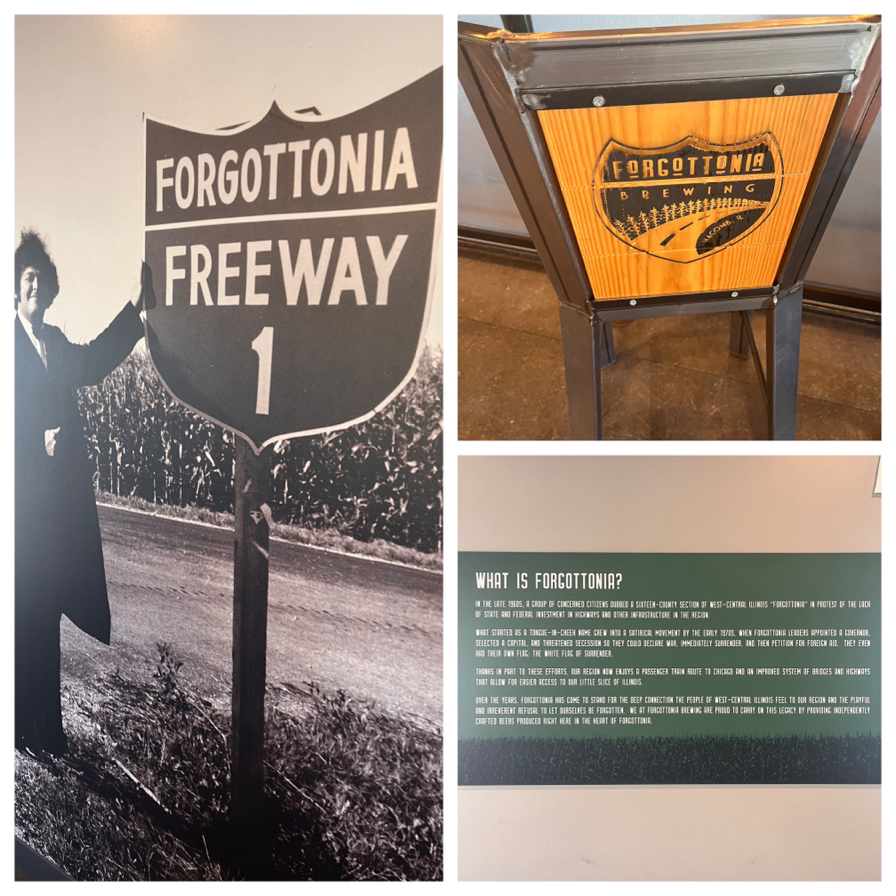 FORGOTTONIA
FREEWAY
1
FORGOTTONIA
BREWING
MACOMB, IL
WHAT IS FORGOTTONIA?
IN THE LATE 1960S, A GROUP OF CONCERNED CITIZENS DUBBED A SIXTEEN-COUNTY SECTION OF WEST-CENTRAL ILLINOIS "FORGOTTONIA" IN PROTEST OF THE LACK
OF STATE AND FEDERAL INVESTMENT IN HIGHWAYS AND OTHER INFRASTRUCTURE IN THE REGION.
WHAT STARTED AS A TONGUE-IN-CHEEK NAME GREW INTO A SATIRICAL MOVEMENT BY THE EARLY 1970S, WHEN FORGOTTONIA LEADERS APPOINTED A GOVERNOR,
SELECTED A CAPITAL, AND THREATENED SECESSION SO THEY COULD DECLARE WAR, IMMEDIATELY SURRENDER, AND THEN PETITION FOR FOREIGN AID. THEY EVEN
HAD THEIR OWN FLAG: THE WHITE FLAG OF SURRENDER.
THANKS IN PART TO THESE EFFORTS, OUR REGION NOW ENJOYS A PASSENGER TRAIN ROUTE TO CHICAGO AND AN IMPROVED SYSTEM OF BRIDGES AND HIGHWAYS
THAT ALLOW FOR EASIER ACCESS TO OUR LITTLE SLICE OF ILLINOIS.
OVER THE YEARS, FORGOTTONIA HAS COME TO STAND FOR THE DEEP CONNECTION THE PEOPLE OF WEST-CENTRAL ILLINOIS FEEL TO OUR REGION AND THE PLAYFUL
AND IRREVERENT REFUSAL TO LET OURSELVES BE FORGOTTEN. WE AT FORGOTTONIA BREWING ARE PROUD TO CARRY ON THIS LEGACY BY PROVIDING INDEPENDENTLY
CRAFTED BEERS PRODUCED RIGHT HERE IN THE HEART OF FORGOTTONIA.